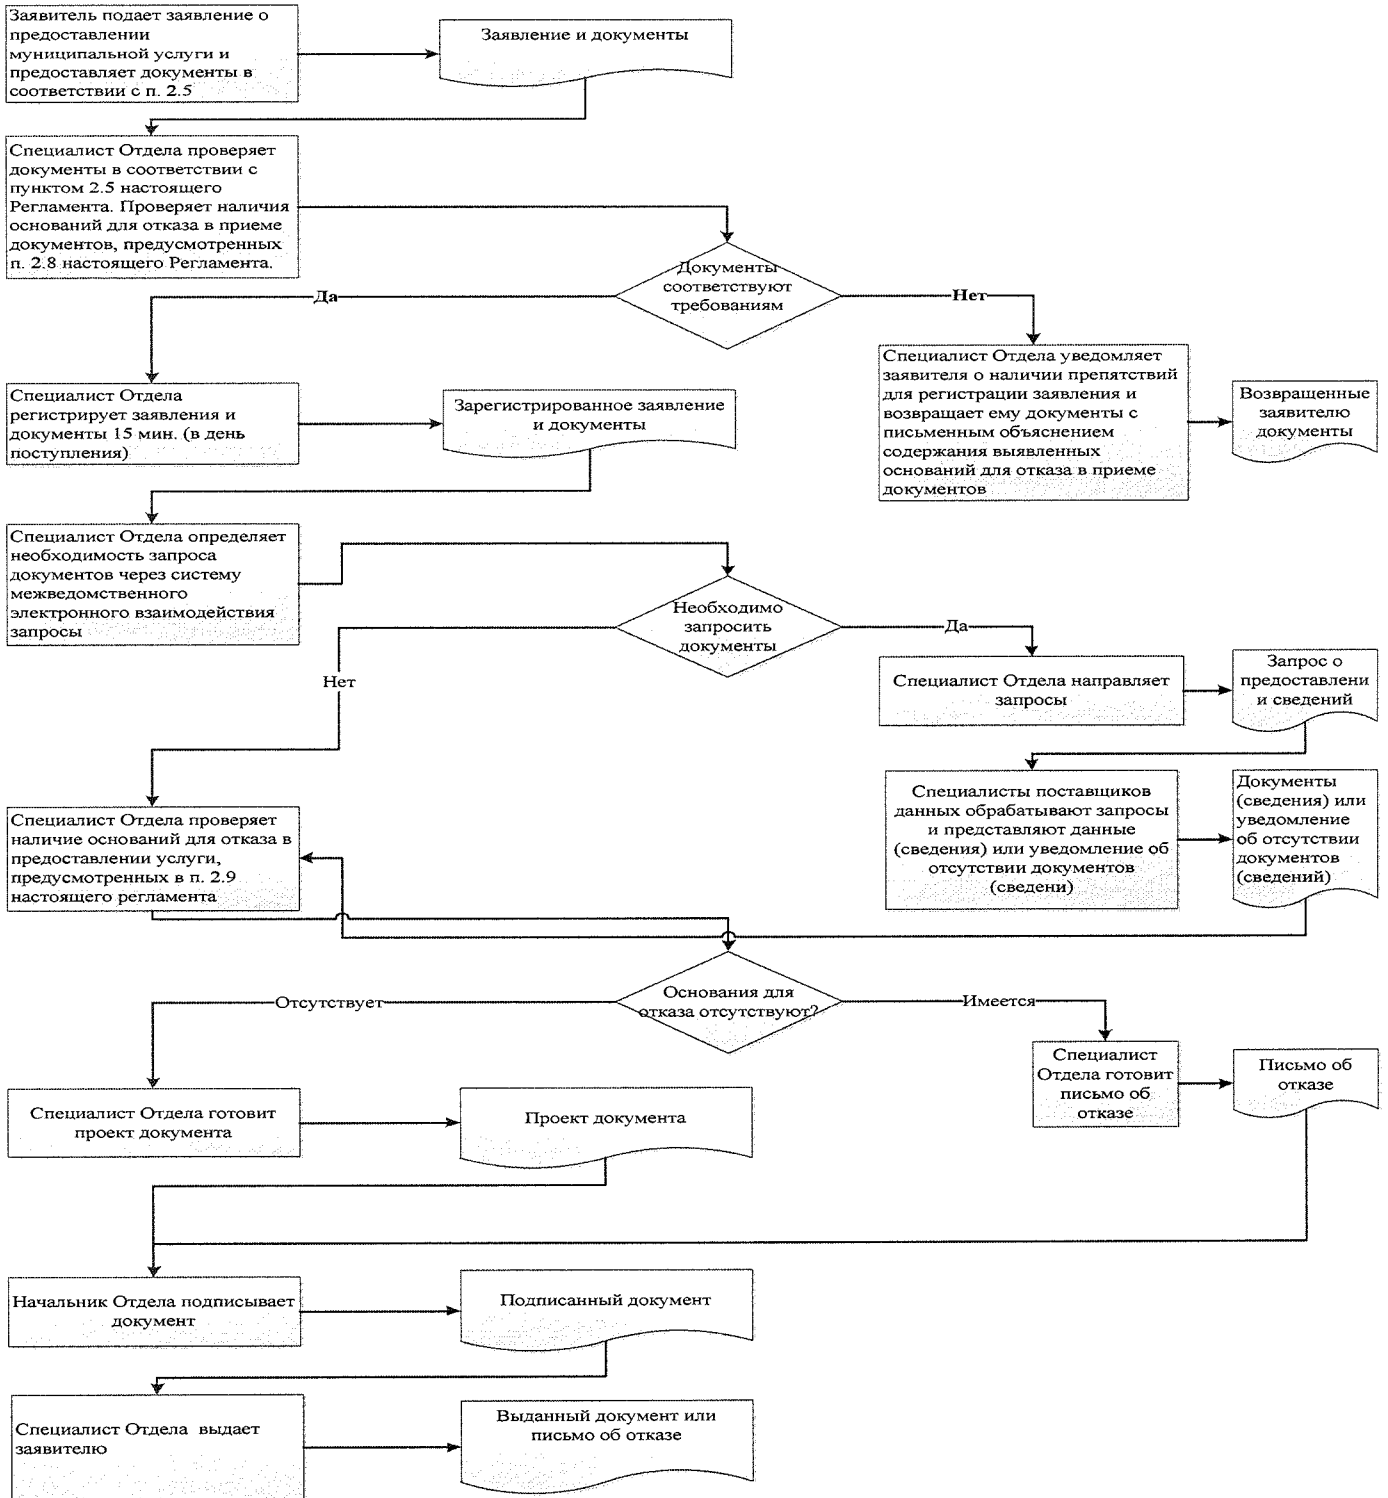 Заявитель подает заявление о
предоставлении
муниципальной услуги и
предоставляет документы в
соответствии с п. 2.5
Заявление и документы
Специалист Отдела проверяет
документы в соответствии с
пунктом 2.5 настоящего
Регламента. Проверяет наличия
оснований для отказа в приеме
документов, предусмотренных
п. 2.8 настоящего Регламента.
Документы
соответствуют
требованиям
Да
Нет
Специалист Отдела уведомляет
заявителя о наличии препятствий
для регистрации заявления и
возвращает ему документы с
письменным объяснением
содержания выявленных
оснований для отказа в приеме
документов
Возвращенные
заявителю
документы
Специалист Отдела
регистрирует заявления и
документы 15 мин. (в день
поступления)
Зарегистрированное заявление
и документы
Специалист Отдела определяет
необходимость запроса
документов через систему
межведомственного
электронного взаимодействия
запросы
Необходимо
запросить
документы
Да
Нет
Специалист Отдела направляет
запросы
Запрос о
предоставлени
и сведений
Специалисты поставщиков
данных обрабатывают запросы
и представляют данные
(сведения) или уведомление об
отсутствии документов
(сведени)
Документы
(сведения) или
уведомление
об отсутствии
документов
(сведений)
Специалист Отдела проверяет
наличие оснований для отказа в
предоставлении услуги,
предусмотренных в п. 2.9
настоящего регламента
Основания для
отказа отсутствуют?
Отсутствует
Имеется
Специалист
Отдела готовит
письмо об
отказе
Письмо об
отказе
Специалист Отдела готовит
проект документа
Проект документа
Начальник Отдела подписывает
документ
Подписанный документ
Специалист Отдела выдает
заявителю
Выданный документ или
письмо об отказе